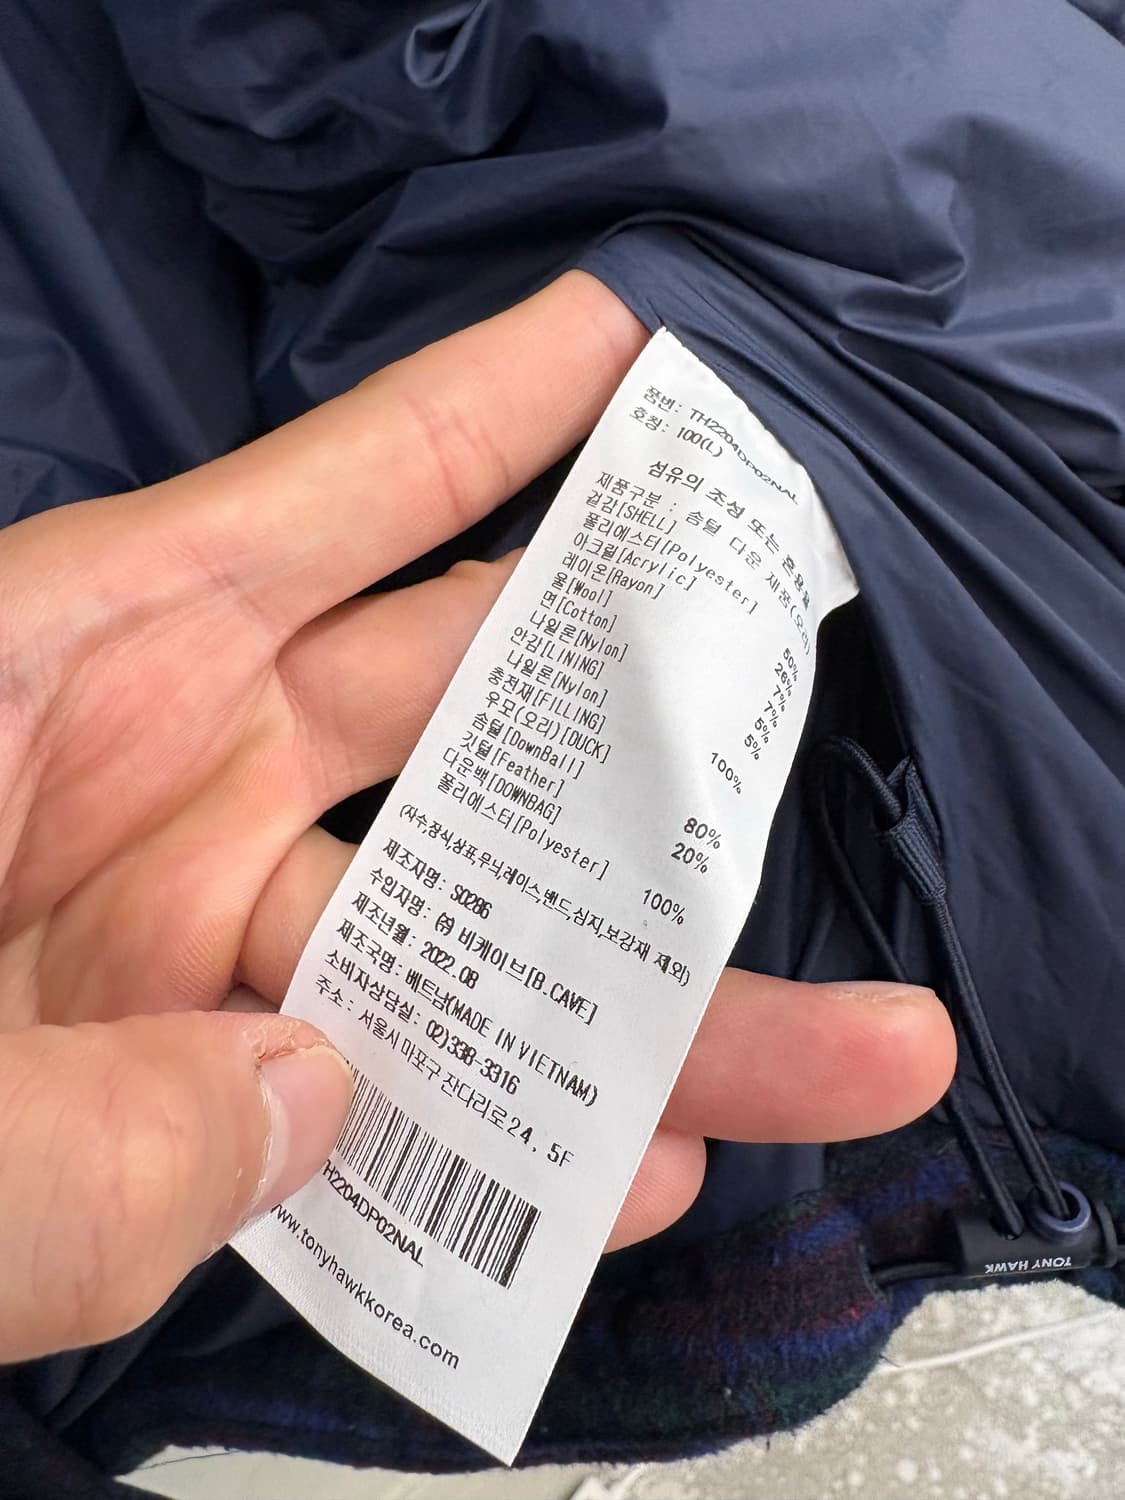 품번: TH2204DP02NAL
호칭: 100(L)
섬유의 조성 또는 혼용율
제품구분 : 솜털 다운 제품(오리)
겉감[SHELL]
폴리에스터[Polyester] 50%
아크릴[Acrylic] 26%
레이온[Rayon] 7%
울[Wool] 7%
면[Cotton] 5%
나일론[Nylon] 5%
안감[LINING]
나일론[Nylon] 100%
충전재[FILLING]
우모(오리)[DUCK]
솜털[DownBall] 80%
깃털[Feather] 20%
다운백[DOWNBAG]
폴리에스터[Polyester] 100%
(자수,장식,상표,무늬,레이스,밴드,심지,보강재 제외)
제조자명: S0286
수입자명: ㈜ 비케이브[B.CAVE]
제조년월: 2022.08
제조국명: 베트남(MADE IN VIETNAM)
소비자상담실: 02)338-3316
주소: 서울시 마포구 잔다리로24, 5F
TH2204DP02NAL
www.tonyhawkkorea.com
TONY HAWK